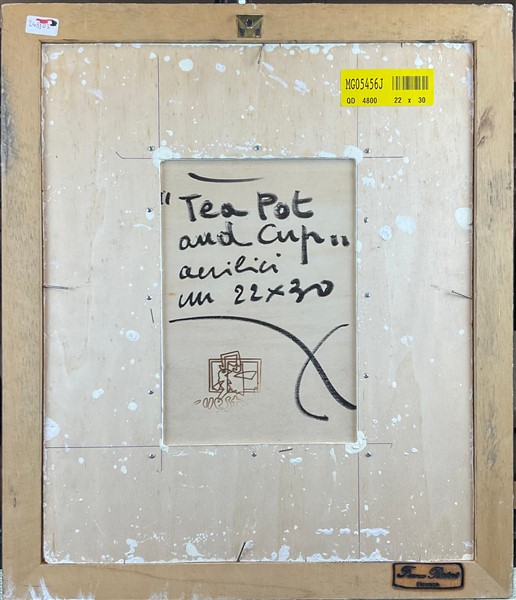 MG05456J
QD 4800 22 x 30
"Tea Pot
and Cup"
acrilici
cm 22x30